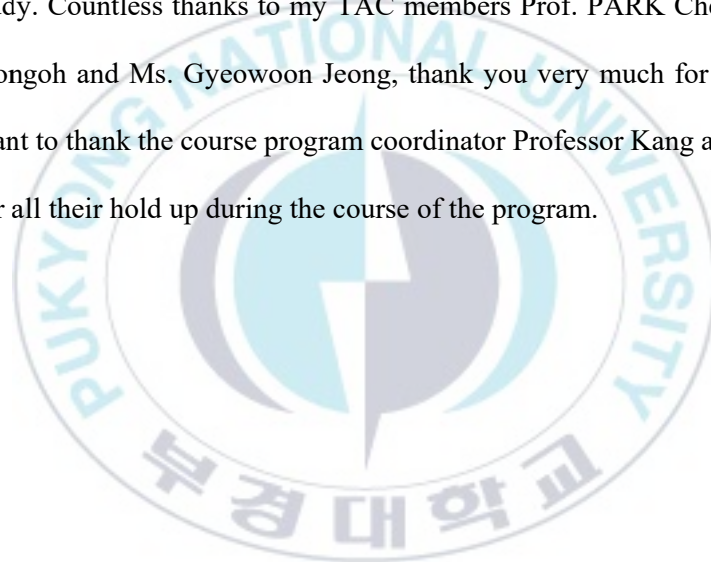 udy. Countless thanks to my TAC members Prof. PARK Che
ongoh and Ms. Gyeowoon Jeong, thank you very much for
ant to thank the course program coordinator Professor Kang a
r all their hold up during the course of the program.
PUKYONG NATIONAL UNIVERSITY
부경대학교